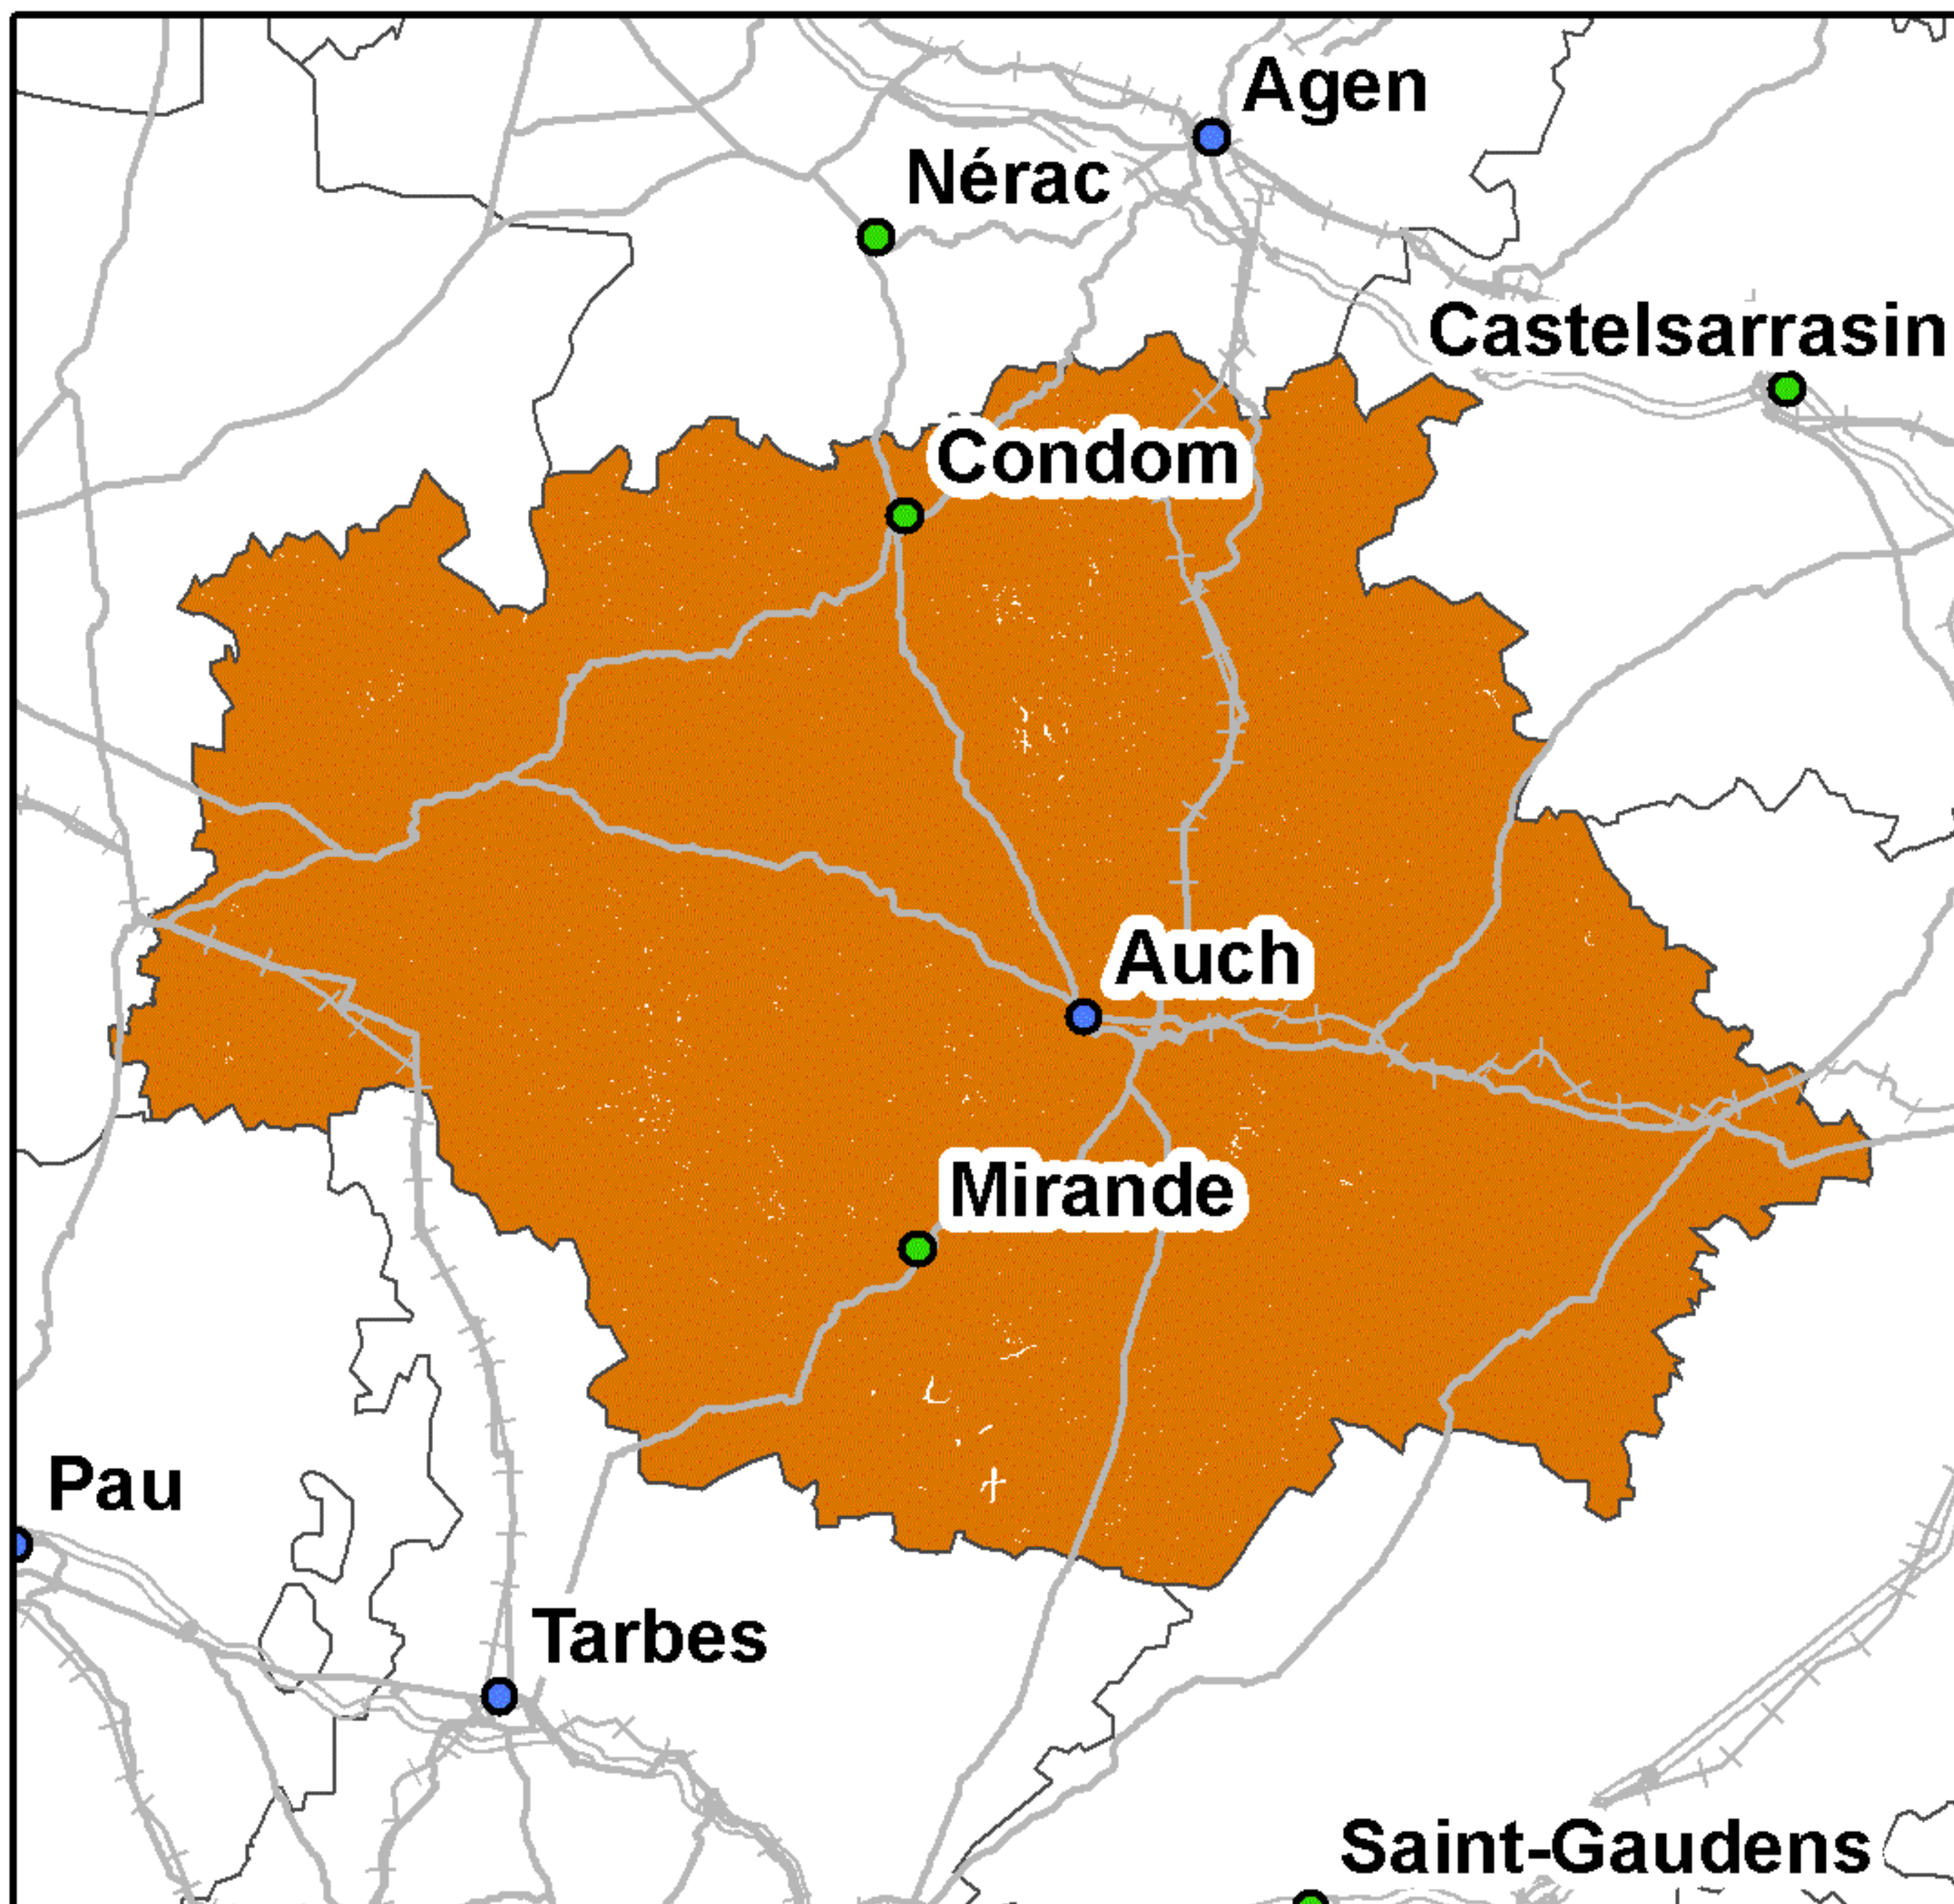 Agen
Nérac
Castelsarrasin
Condom
Auch
Mirande
Pau
Tarbes
Saint-Gaudens